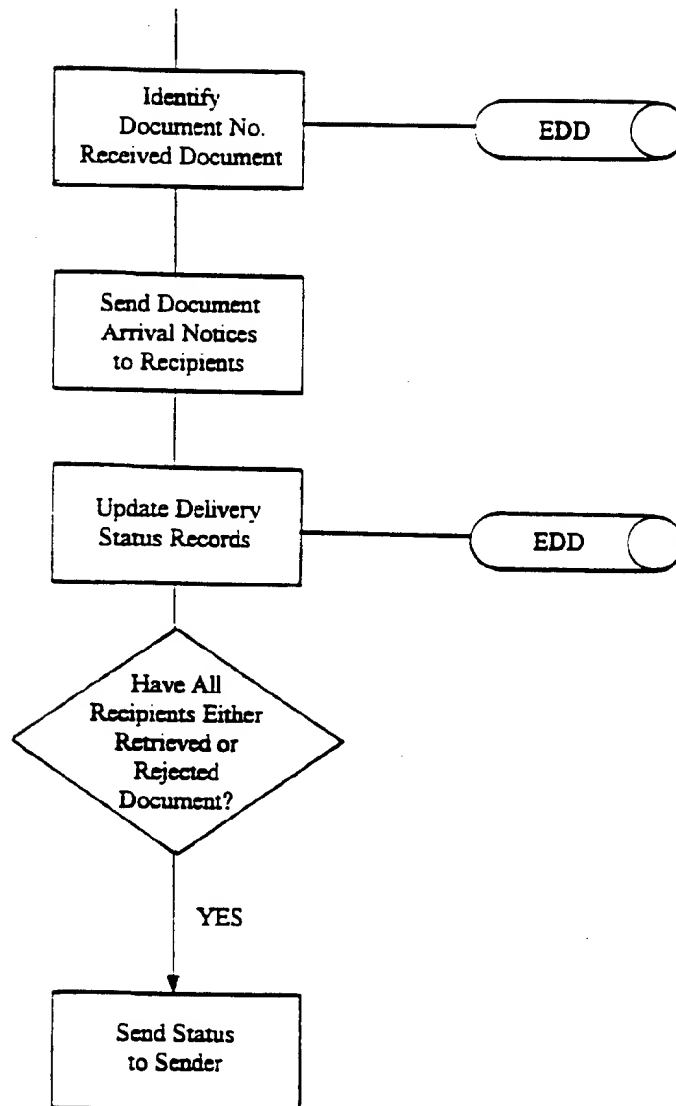 Identify
Document No.
Received Document
EDD
Send Document
Arrival Notices
to Recipients
Update Delivery
Status Records
EDD
Have All
Recipients Either
Retrieved or
Rejected
Document?
YES
Send Status
to Sender